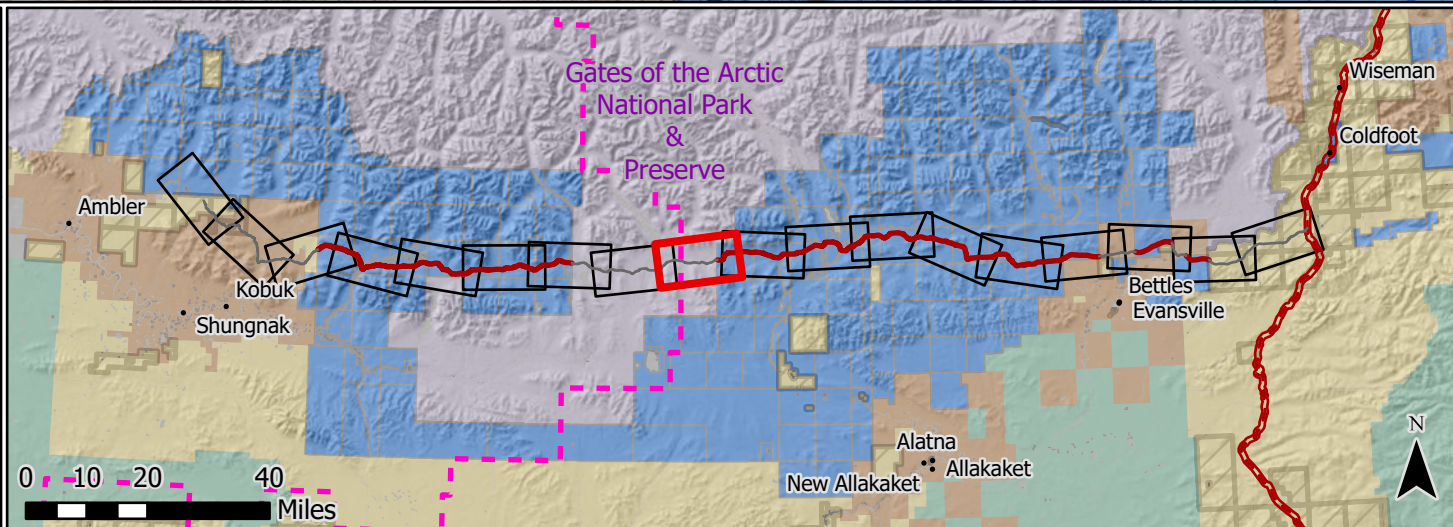 Gates of the Arctic
National Park
&
Preserve
Wiseman
Coldfoot
Ambler
Kobuk
Shungnak
Bettles
Evansville
Alatna
Allakaket
New Allakaket
N
0 10 20 40
Miles